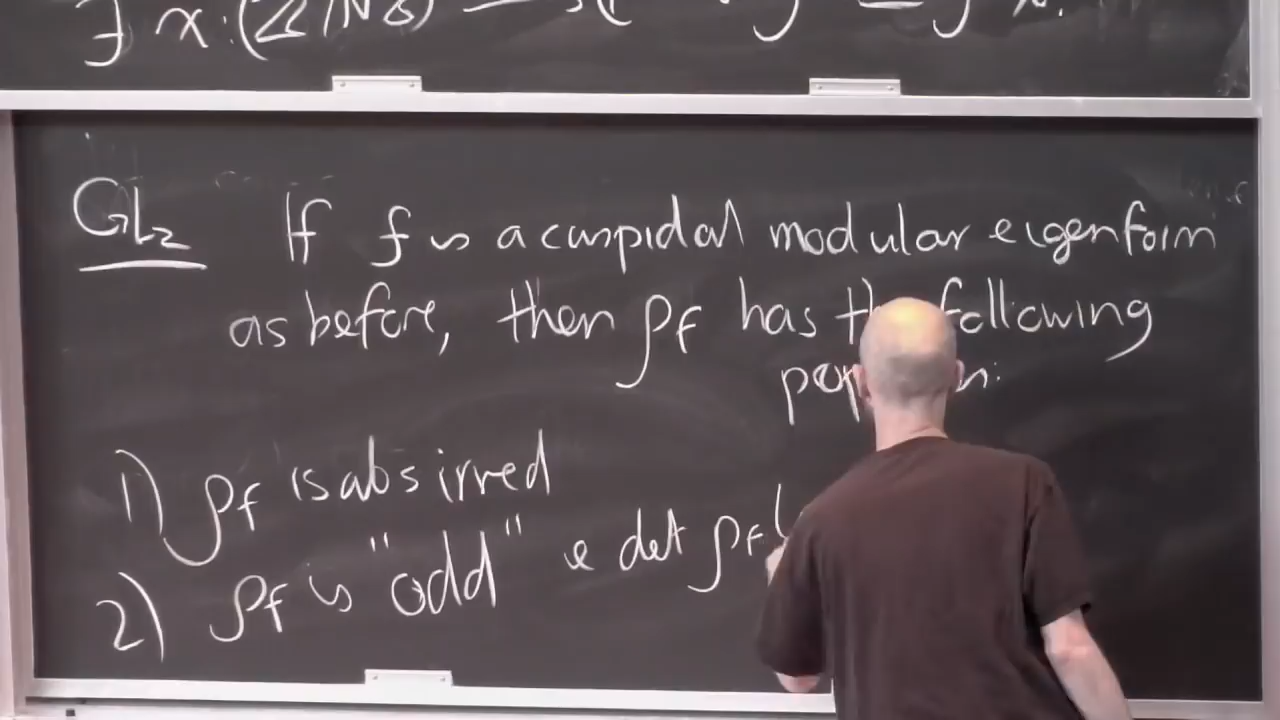 ∃ χ: (ℤ/Nℤ)
GL₂ If f is a cuspidal modular eigenform
as before, then ρf has the following
1) ρf is abs irred
2) ρf is "odd" ie det ρf(